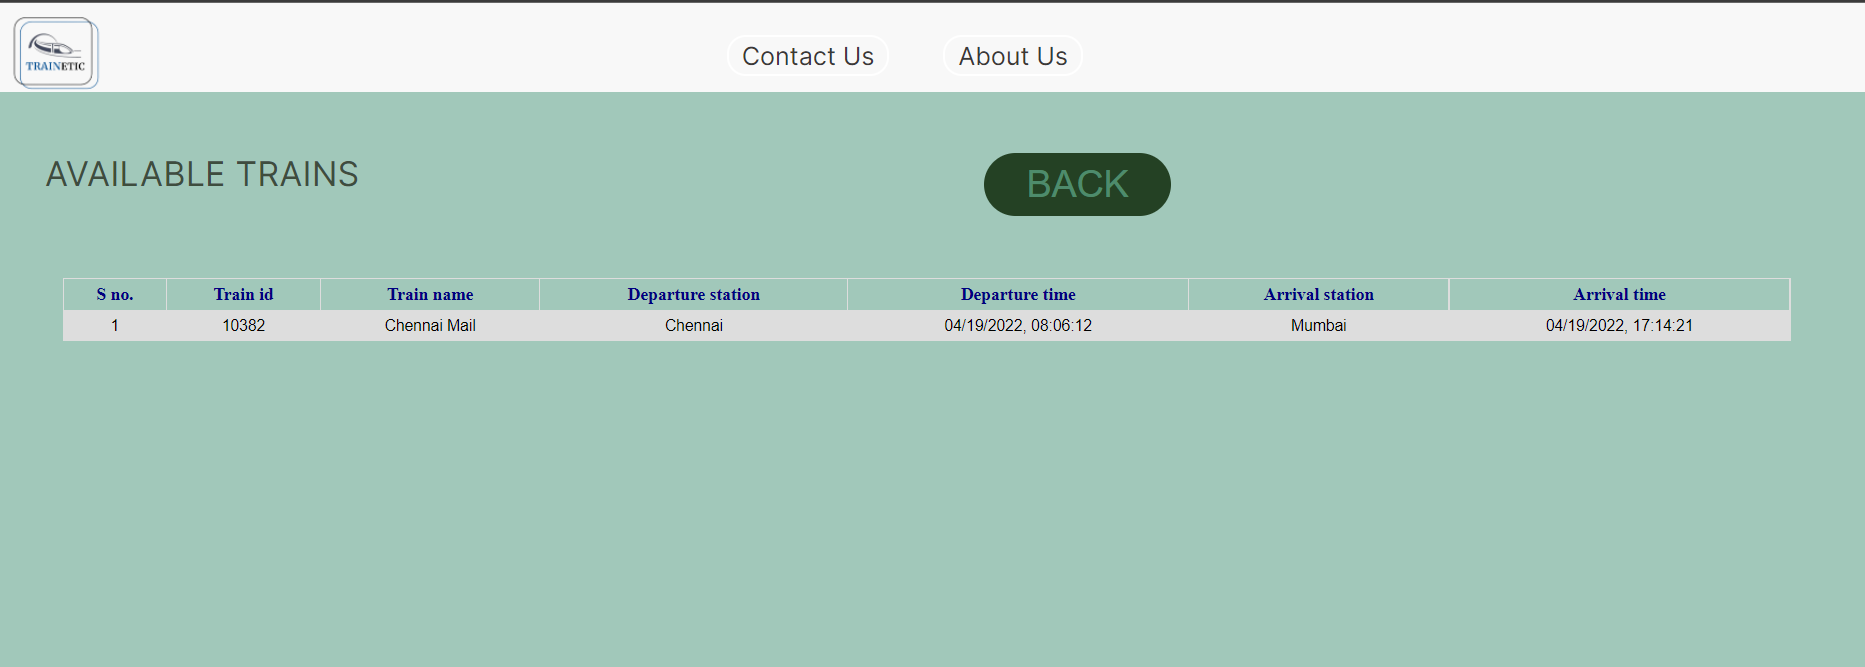 TRAINETIC
Contact Us
About Us
AVAILABLE TRAINS
BACK
S no. Train id Train name Departure station Departure time Arrival station Arrival time
1 10382 Chennai Mail Chennai 04/19/2022, 08:06:12 Mumbai 04/19/2022, 17:14:21